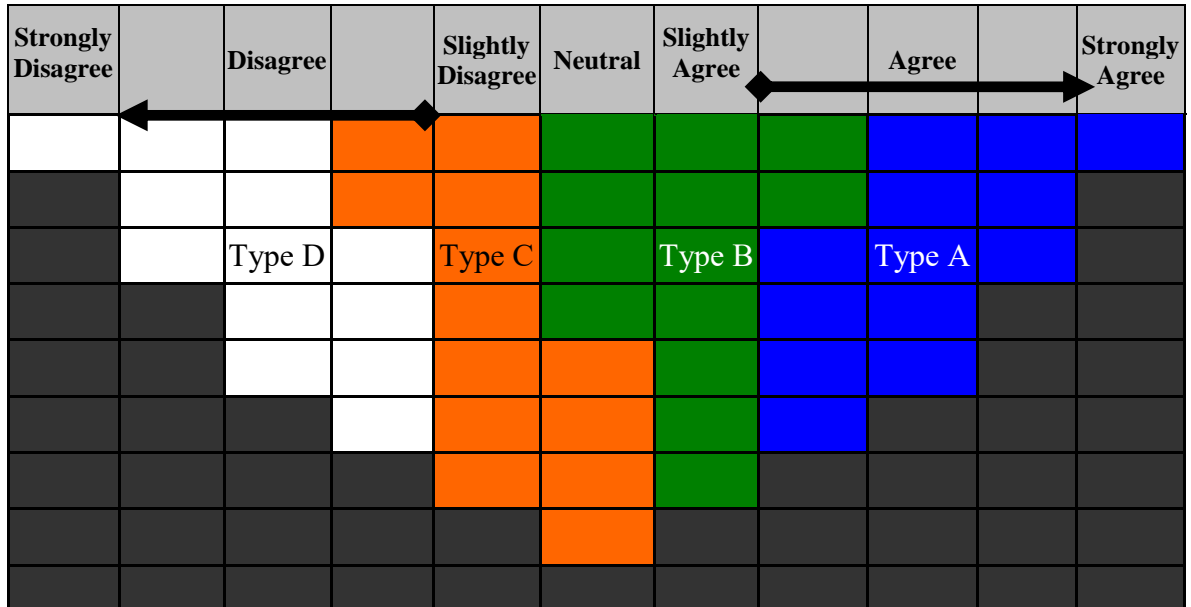 Strongly
Disagree
Disagree
Slightly
Disagree
Neutral
Slightly
Agree
Agree
Strongly
Agree
Type D
Type C
Type B
Type A